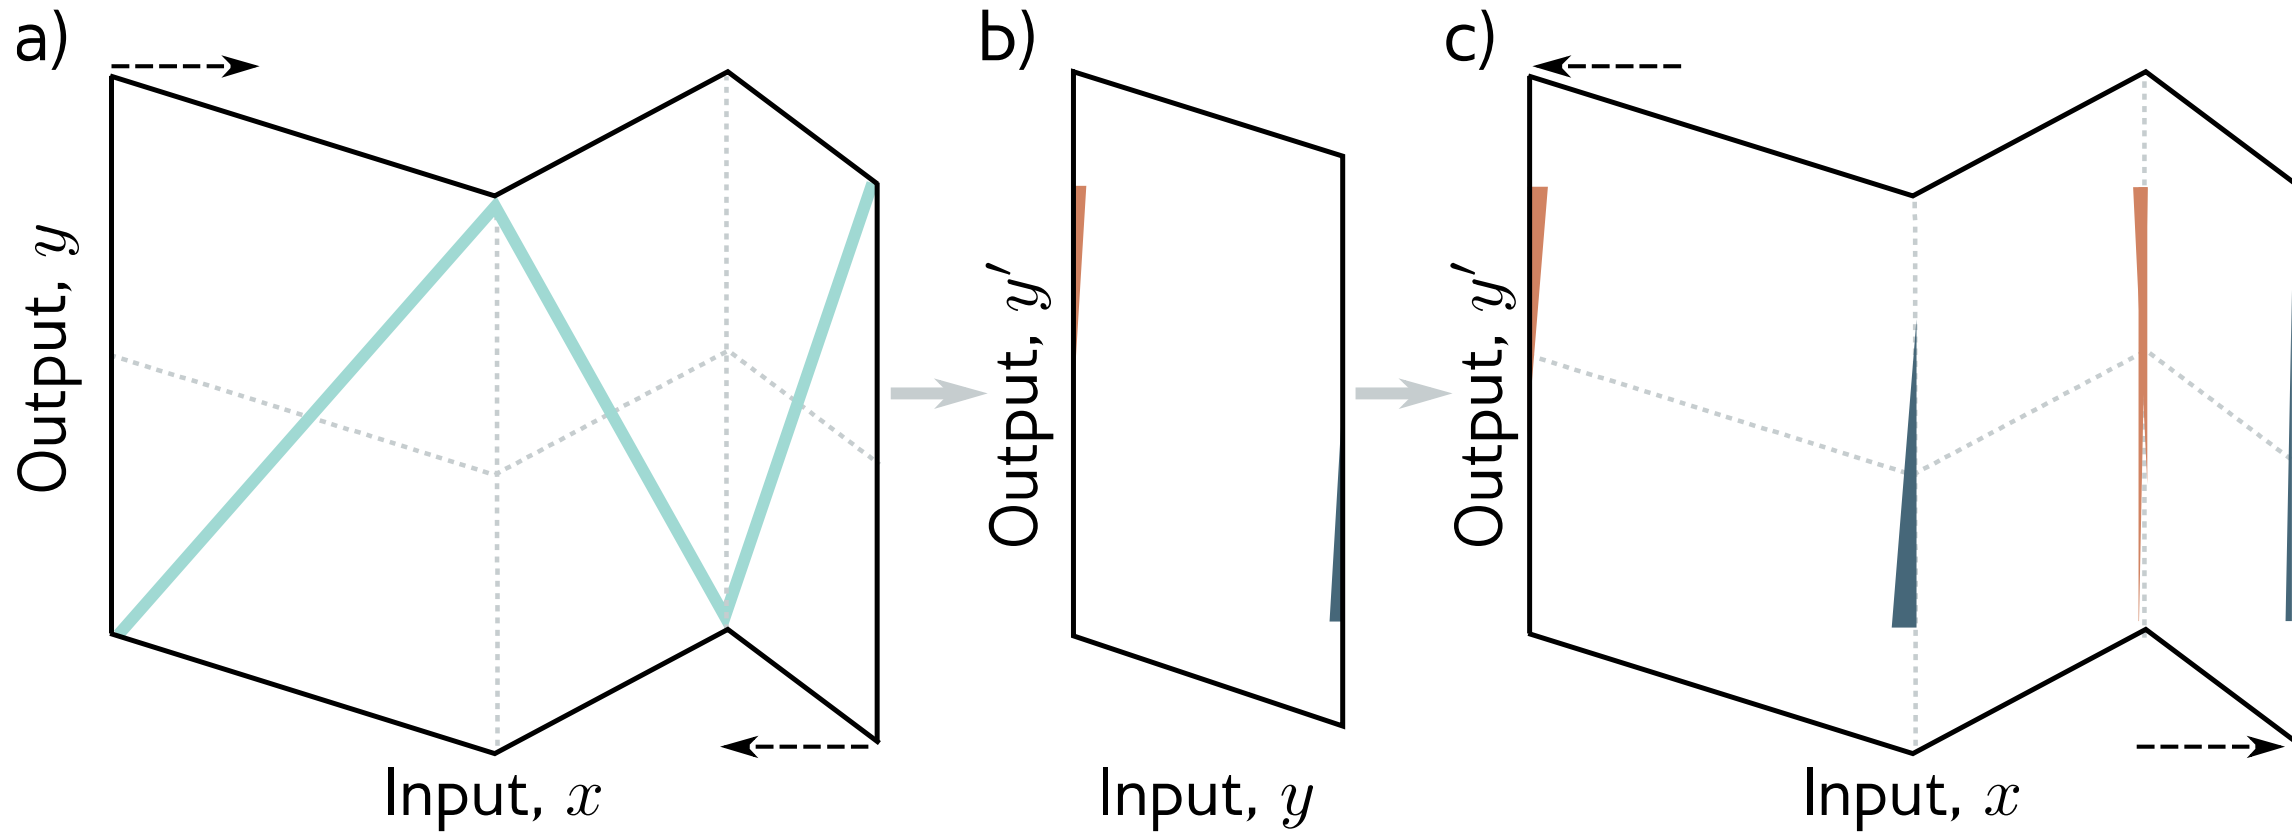 a)
b)
c)
Output, y
Output, y′
Output, y′
Input, x
Input, y
Input, x